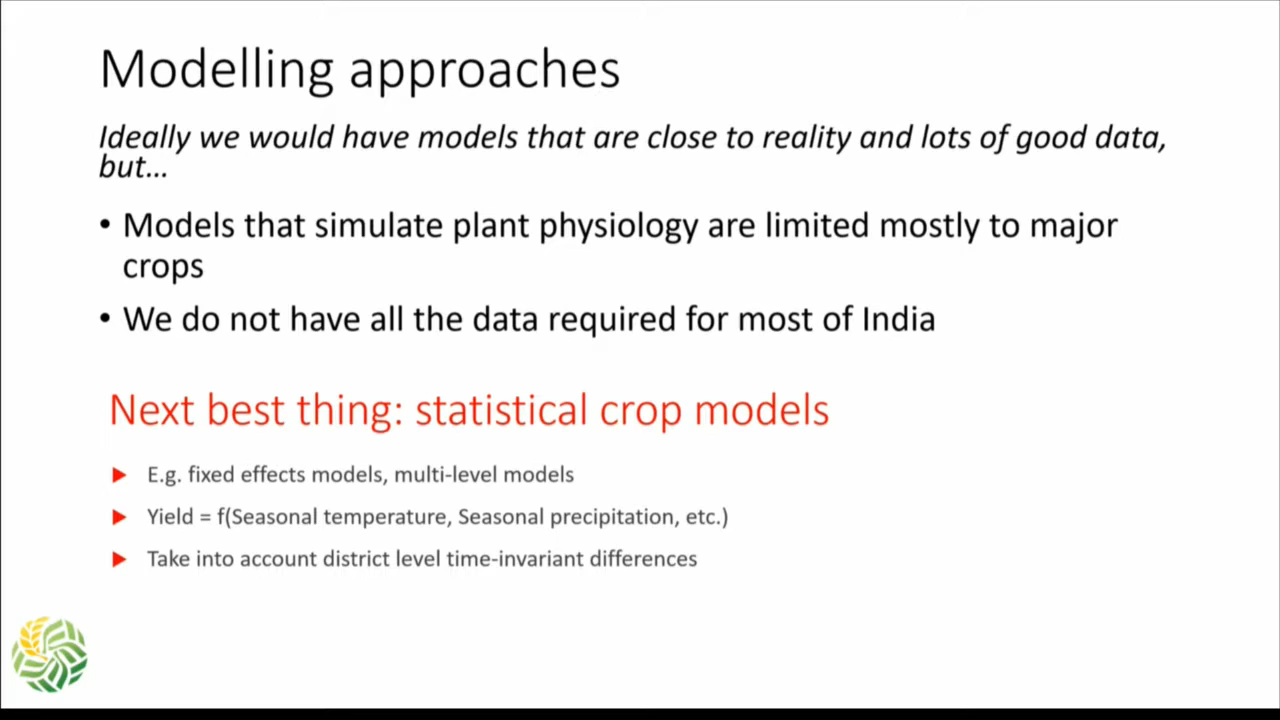 Modelling approaches
Ideally we would have models that are close to reality and lots of good data,
but...
• Models that simulate plant physiology are limited mostly to major
crops
• We do not have all the data required for most of India
Next best thing: statistical crop models
▶ E.g. fixed effects models, multi-level models
▶ Yield = f(Seasonal temperature, Seasonal precipitation, etc.)
▶ Take into account district level time-invariant differences